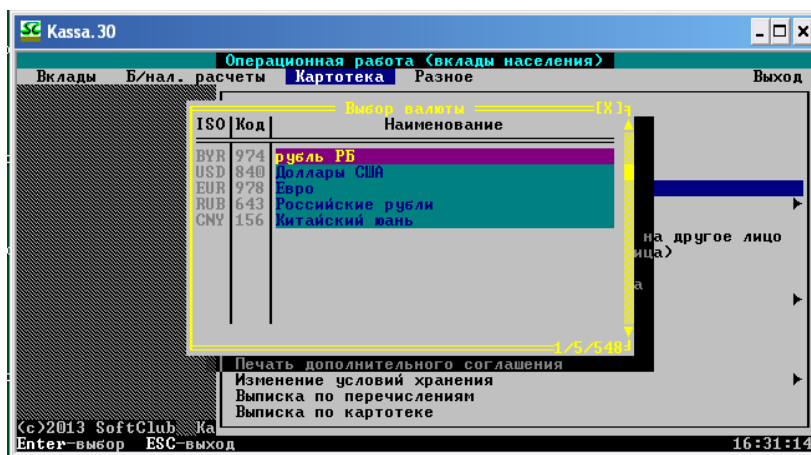 Kassa.30
Операционная работа (вклады населения)
Вклады Б/нал. расчеты Картотека Разное Выход
Выбор валюты [X]
ISO Код Наименование
BYR 974 рубль РБ
USD 840 Доллары США
EUR 978 Евро
RUB 643 Российские рубли
CNY 156 Китайский юань
на другое лицо
ица)
а
1/5/548
Печать дополнительного соглашения
Изменение условий хранения
Выписка по перечислениям
Выписка по картотеке
(c)2013 SoftClub Ка
Enter-выбор ESC-выход 16:31:14